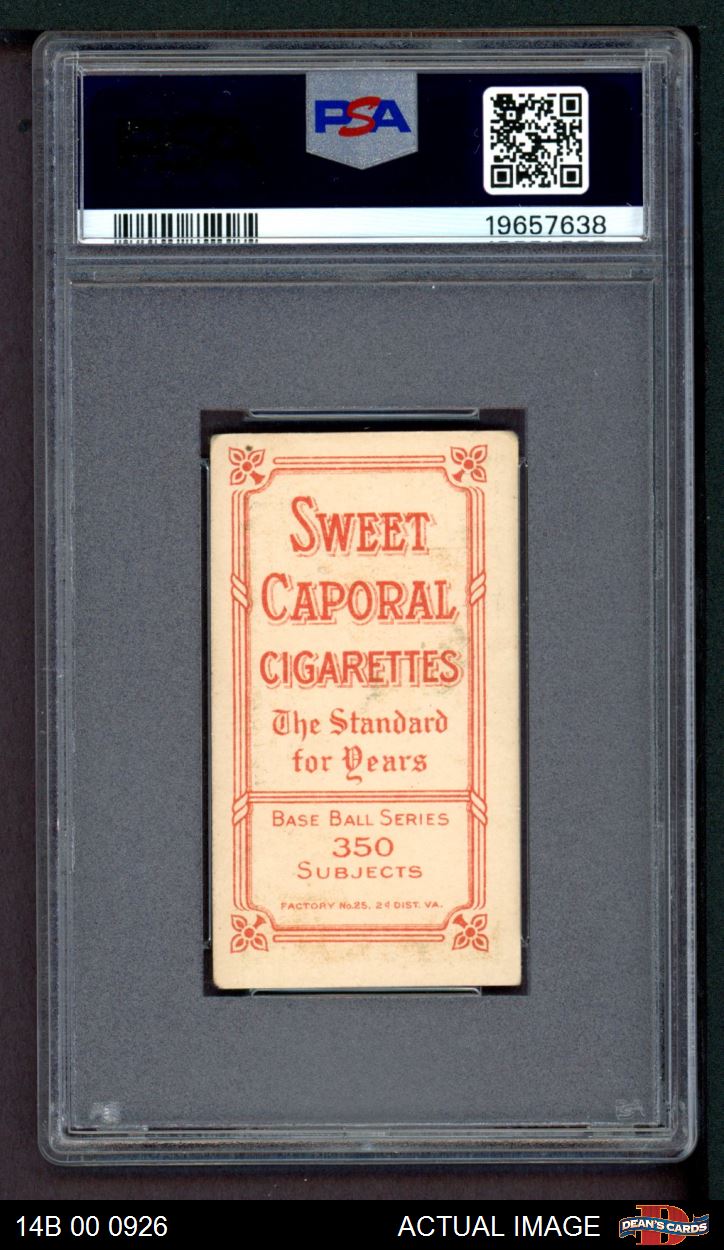 PSA
19657638
SWEET
CAPORAL
CIGARETTES
The Standard
for Years
BASE BALL SERIES
350
SUBJECTS
FACTORY No. 25, 2d DIST. VA.
14B 00 0926
ACTUAL IMAGE
DEAN'S CARDS